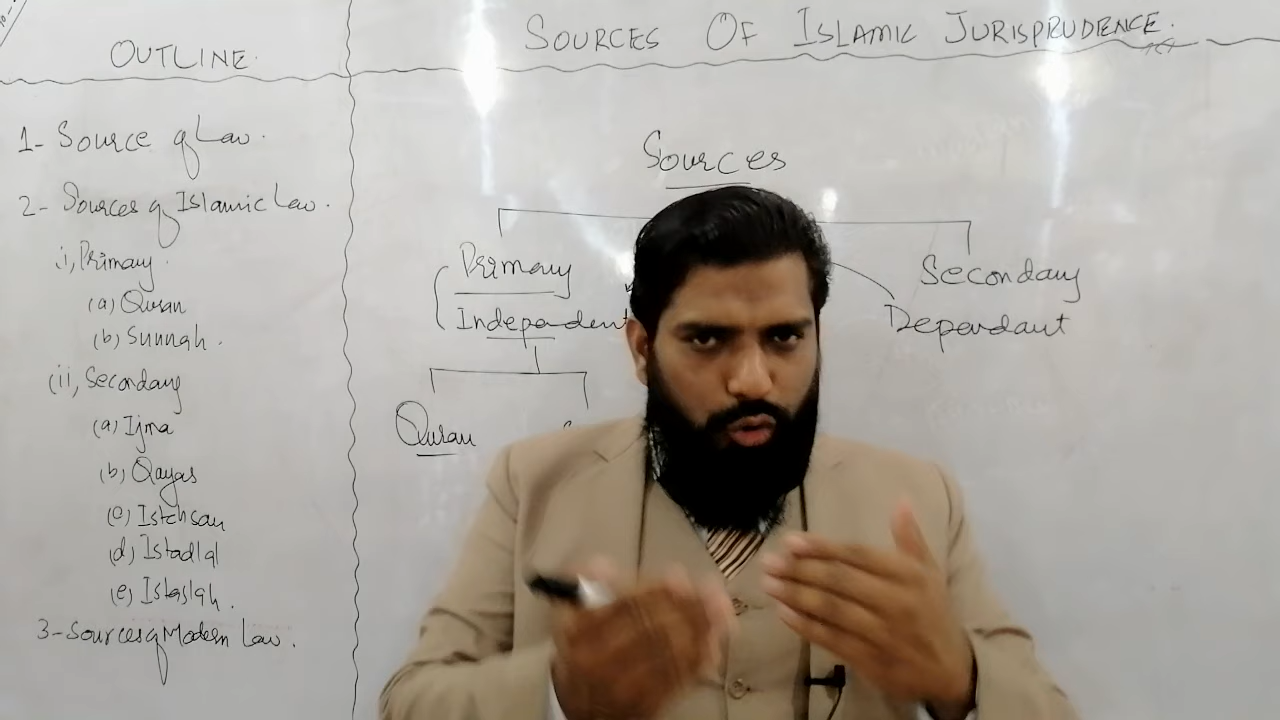 OUTLINE.
1- Source of Law.
2- Sources of Islamic Law.
i, Primary.
(a) Quran
(b) Sunnah.
(ii, Secondary
(a) Ijma
(b) Qayas
(c) Istehsan
(d) Istadlal
(e) Istaslah.
3- Sources of Modern Law.
SOURCES OF ISLAMIC JURISPRUDENCE.
Sources
Primary
Independent
Quran
Secondary
Dependant